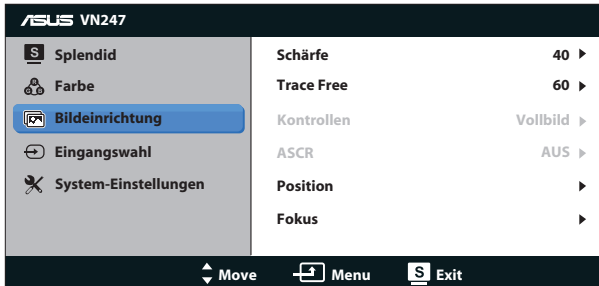 ASUS VN247
S Splendid
Farbe
Bildeinrichtung
Eingangswahl
System-Einstellungen
Schärfe 40
Trace Free 60
Kontrollen Vollbild
ASCR AUS
Position
Fokus
Move Menu S Exit